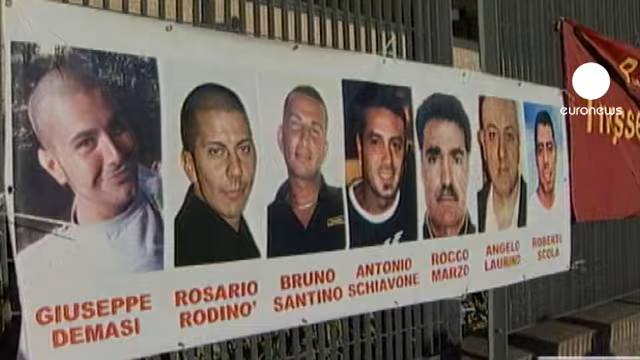 euronews
GIUSEPPE
DEMASI
ROSARIO
RODINO'
BRUNO
SANTINO
ANTONIO
SCHIAVONE
ROCCO
MARZO
ANGELO
LAURINO
ROBERTO
SCOLA